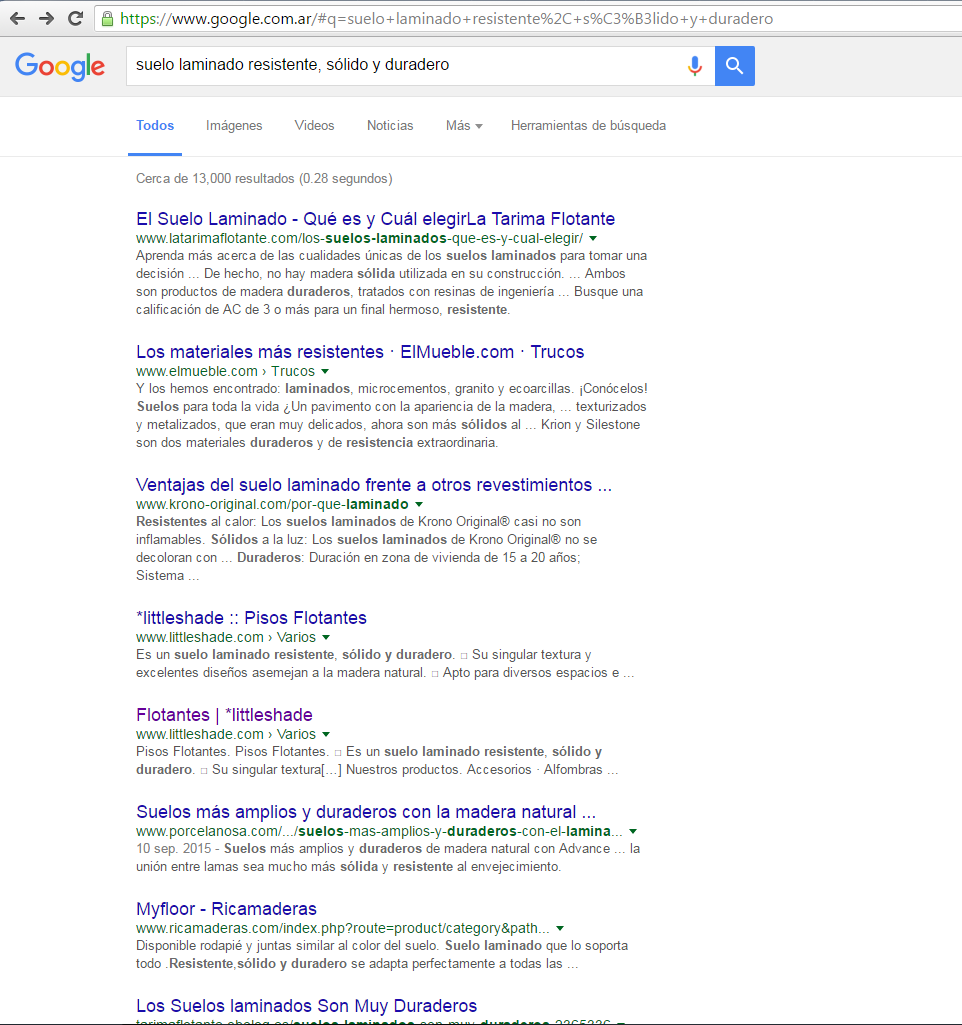 https://www.google.com.ar/#q=suelo+laminado+resistente%2C+s%C3%B3lido+y+duradero
Google
suelo laminado resistente, sólido y duradero
Todos Imágenes Videos Noticias Más Herramientas de búsqueda
Cerca de 13,000 resultados (0.28 segundos)
El Suelo Laminado - Qué es y Cuál elegirLa Tarima Flotante
www.latarimaflotante.com/los-suelos-laminados-que-es-y-cual-elegir/
Aprenda más acerca de las cualidades únicas de los suelos laminados para tomar una
decisión ... De hecho, no hay madera sólida utilizada en su construcción. ... Ambos
son productos de madera duraderos, tratados con resinas de ingeniería ... Busque una
calificación de AC de 3 o más para un final hermoso, resistente.
Los materiales más resistentes · ElMueble.com · Trucos
www.elmueble.com › Trucos
Y los hemos encontrado: laminados, microcementos, granito y ecoarcillas. ¡Conócelos!
Suelos para toda la vida ¿Un pavimento con la apariencia de la madera, ... texturizados
y metalizados, que eran muy delicados, ahora son más sólidos al ... Krion y Silestone
son dos materiales duraderos y de resistencia extraordinaria.
Ventajas del suelo laminado frente a otros revestimientos ...
www.krono-original.com/por-que-laminado
Resistentes al calor: Los suelos laminados de Krono Original® casi no son
inflamables. Sólidos a la luz: Los suelos laminados de Krono Original® no se
decoloran con ... Duraderos: Duración en zona de vivienda de 15 a 20 años;
Sistema ...
*littleshade :: Pisos Flotantes
www.littleshade.com › Varios
Es un suelo laminado resistente, sólido y duradero. □ Su singular textura y
excelentes diseños asemejan a la madera natural. □ Apto para diversos espacios e ...
Flotantes | *littleshade
www.littleshade.com › Varios
Pisos Flotantes. Pisos Flotantes. □ Es un suelo laminado resistente, sólido y
duradero. □ Su singular textura[...] Nuestros productos. Accesorios · Alfombras ...
Suelos más amplios y duraderos con la madera natural ...
www.porcelanosa.com/.../suelos-mas-amplios-y-duraderos-con-el-lamina...
10 sep. 2015 - Suelos más amplios y duraderos de madera natural con Advance ... la
unión entre lamas sea mucho más sólida y resistente al envejecimiento.
Myfloor - Ricamaderas
www.ricamaderas.com/index.php?route=product/category&path...
Disponible rodapié y juntas similar al color del suelo. Suelo laminado que lo soporta
todo .Resistente,sólido y duradero se adapta perfectamente a todas las ...
Los Suelos laminados Son Muy Duraderos